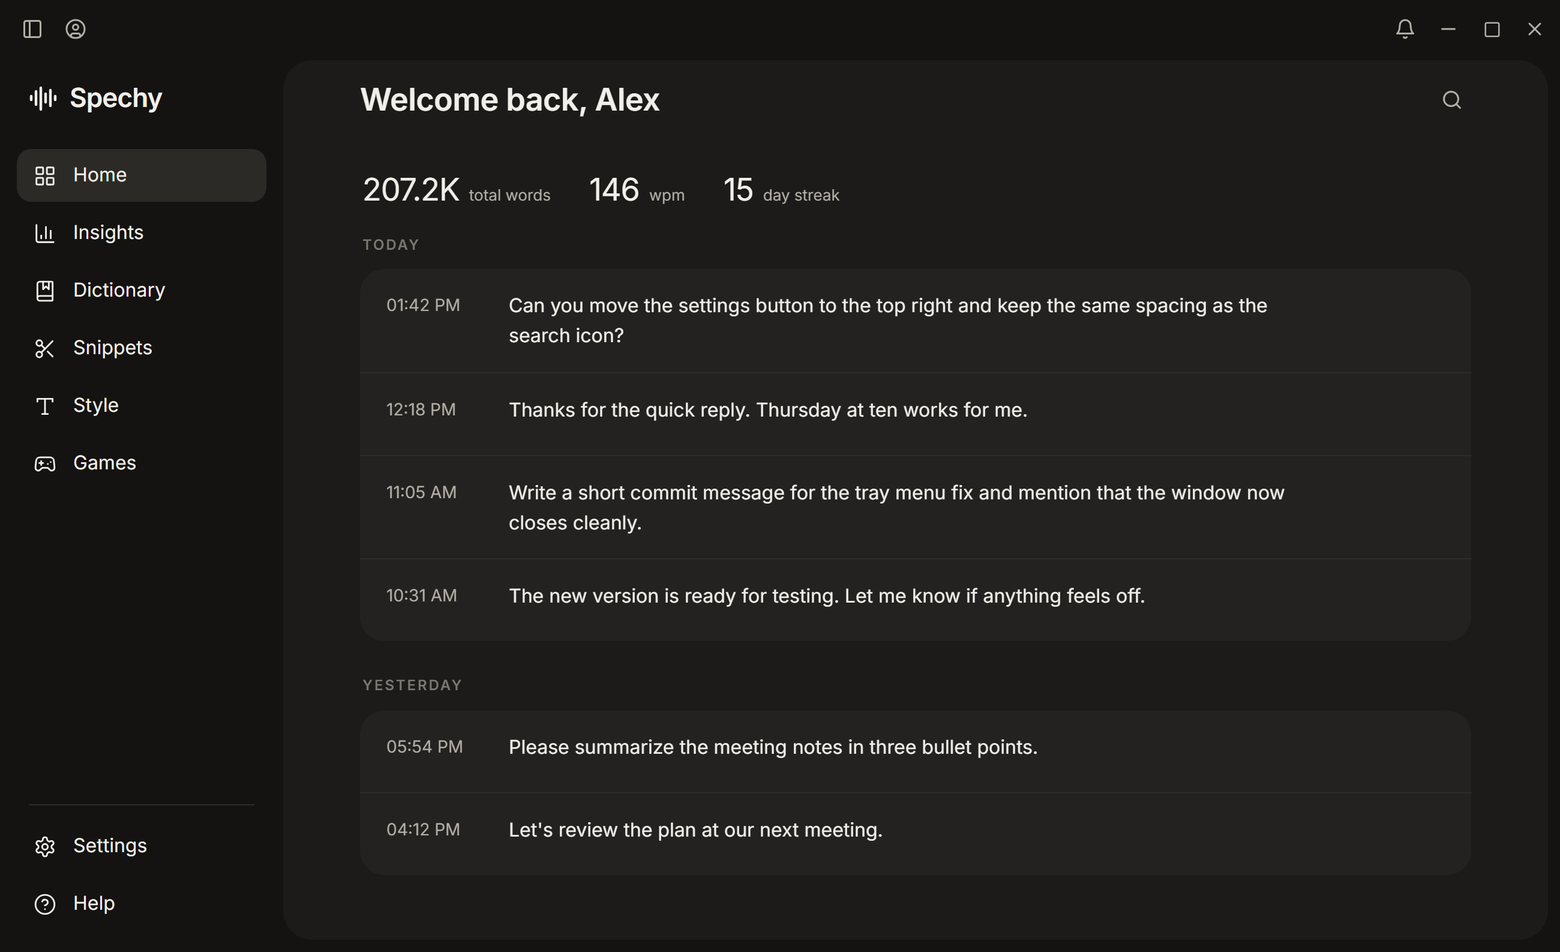 Spechy
Home
Insights
Dictionary
Snippets
Style
Games
Settings
Help
Welcome back, Alex
207.2K total words 146 wpm 15 day streak
TODAY
01:42 PM Can you move the settings button to the top right and keep the same spacing as the
search icon?
12:18 PM Thanks for the quick reply. Thursday at ten works for me.
11:05 AM Write a short commit message for the tray menu fix and mention that the window now
closes cleanly.
10:31 AM The new version is ready for testing. Let me know if anything feels off.
YESTERDAY
05:54 PM Please summarize the meeting notes in three bullet points.
04:12 PM Let's review the plan at our next meeting.